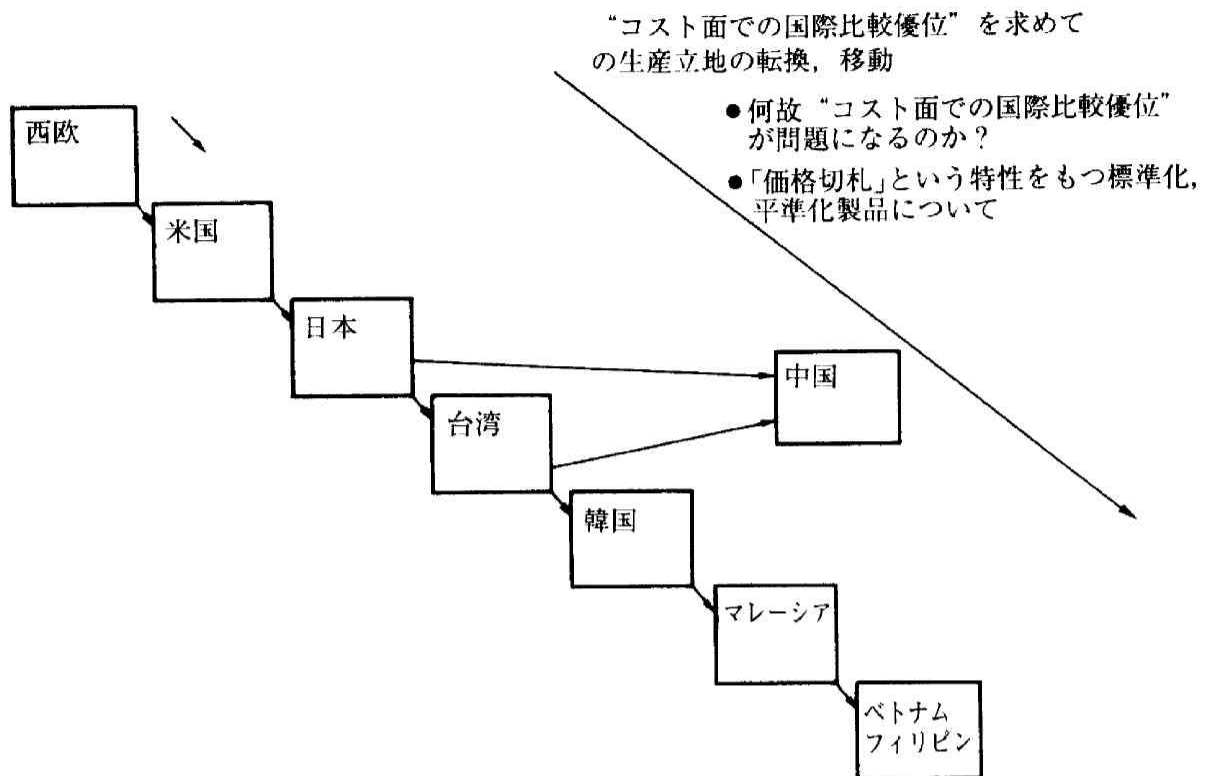 “コスト面での国際比較優位”を求めて
の生産立地の転換，移動
●何故“コスト面での国際比較優位”
が問題になるのか？
●「価格切札」という特性をもつ標準化，
平準化製品について
西欧
米国
日本
中国
台湾
韓国
マレーシア
ベトナム
フィリピン